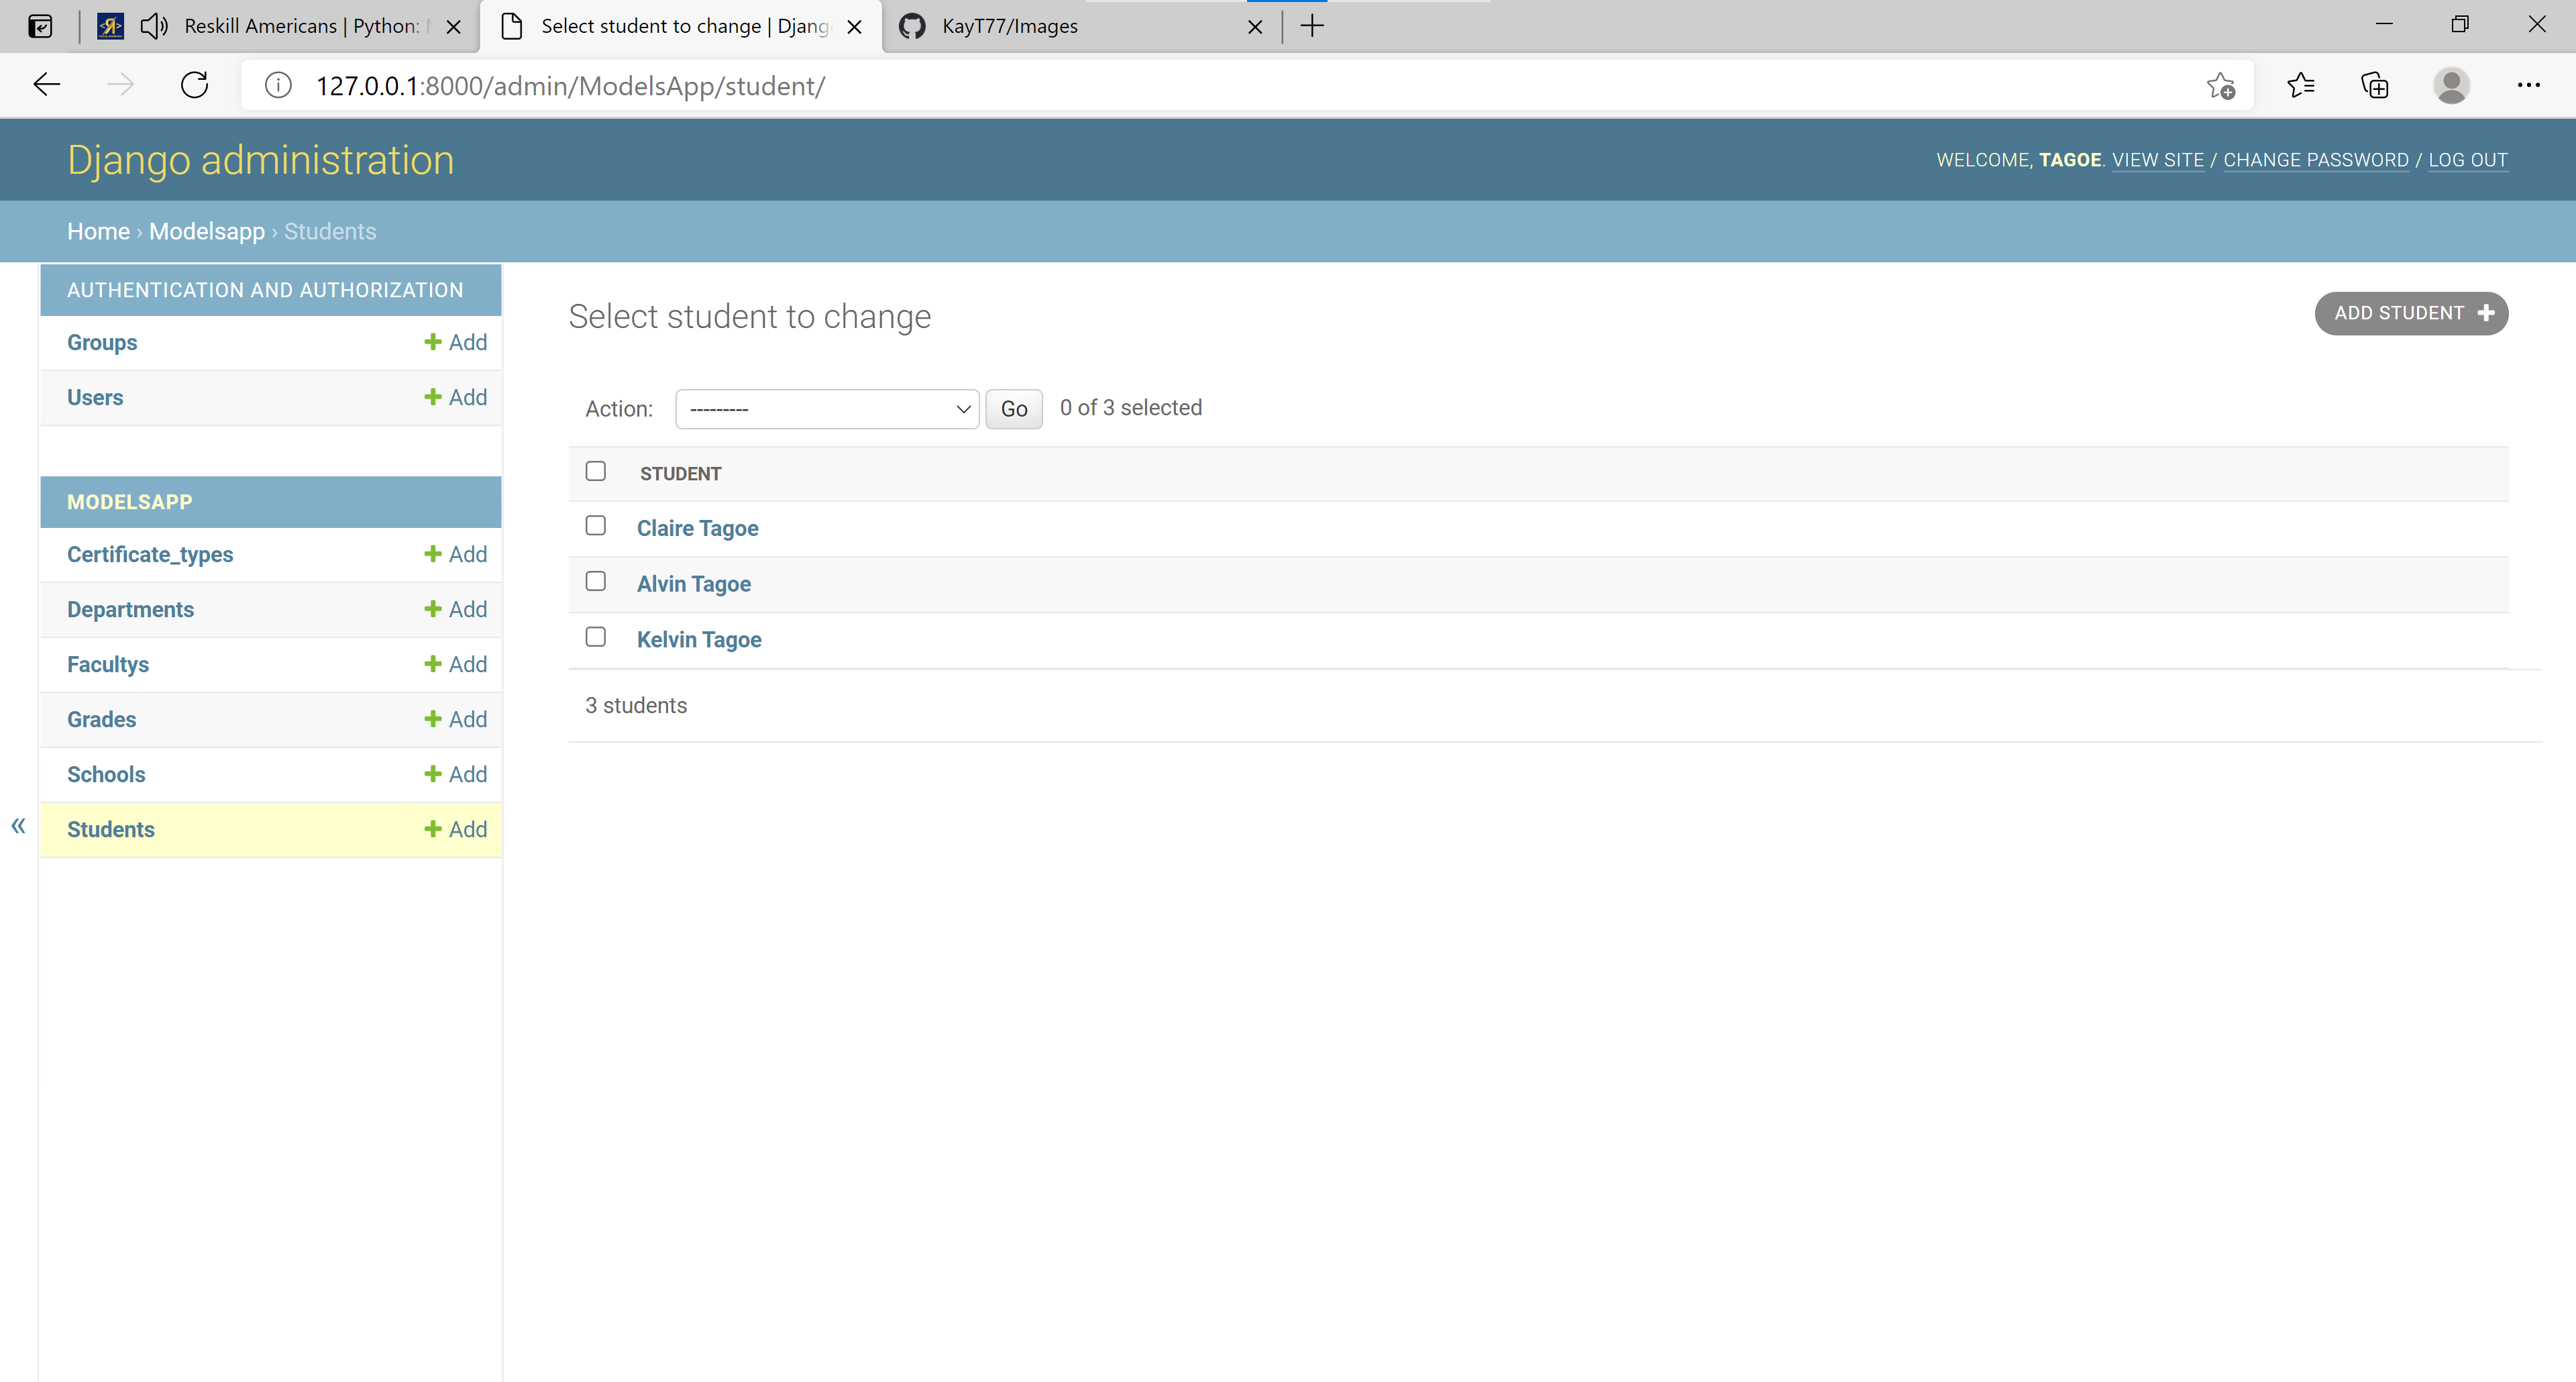 Reskill Americans | Python:
Select student to change | Djang
KayT77/Images
127.0.0.1:8000/admin/ModelsApp/student/
Django administration
WELCOME, TAGOE. VIEW SITE / CHANGE PASSWORD / LOG OUT
Home › Modelsapp › Students
AUTHENTICATION AND AUTHORIZATION
Groups Add
Users Add
MODELSAPP
Certificate_types Add
Departments Add
Facultys Add
Grades Add
Schools Add
Students Add
«
Select student to change
ADD STUDENT
Action: --------- Go 0 of 3 selected
STUDENT
Claire Tagoe
Alvin Tagoe
Kelvin Tagoe
3 students